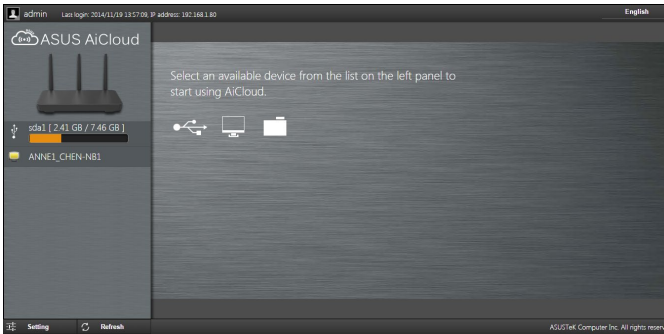 admin Last login: 2014/11/19 13:57:09, IP address: 192.168.1.80 English
ASUS AiCloud
Select an available device from the list on the left panel to
start using AiCloud.
sda1 [ 2.41 GB / 7.46 GB ]
ANNE1_CHEN-NB1
Setting Refresh ASUSTeK Computer Inc. All rights reserv